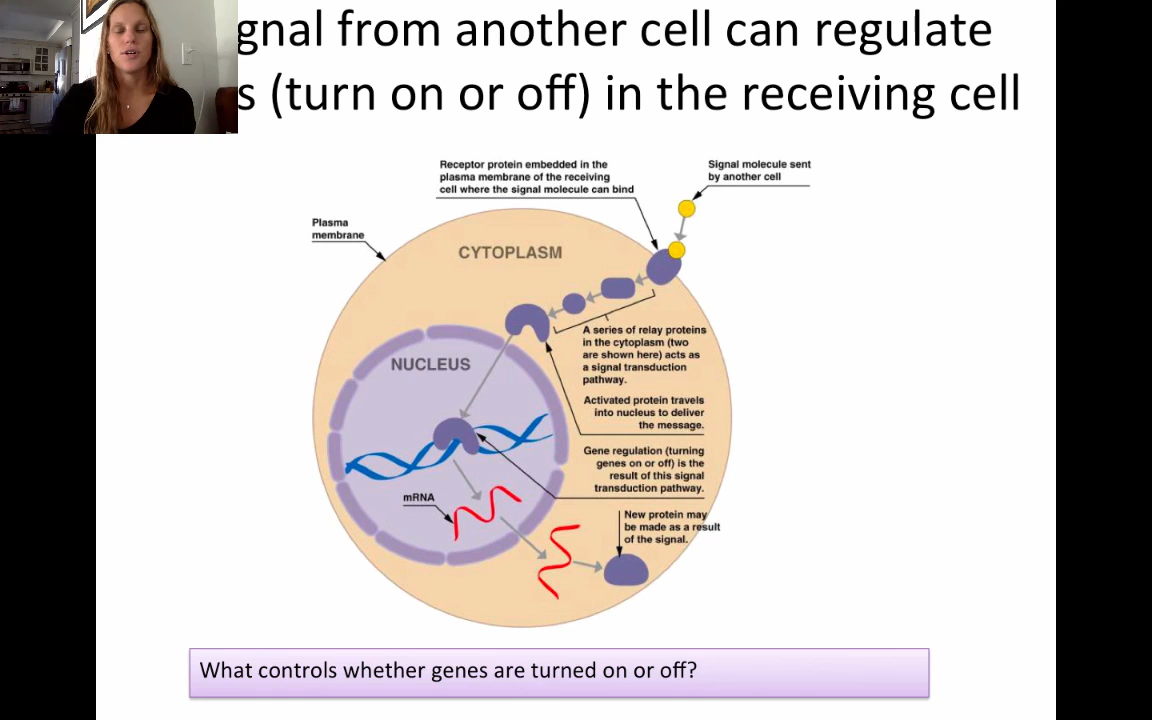 gnal from another cell can regulate
s (turn on or off) in the receiving cell
Receptor protein embedded in the
plasma membrane of the receiving
cell where the signal molecule can bind
Signal molecule sent
by another cell
Plasma
membrane
CYTOPLASM
A series of relay proteins
in the cytoplasm (two
are shown here) acts as
a signal transduction
pathway.
NUCLEUS
Activated protein travels
into nucleus to deliver
the message.
Gene regulation (turning
genes on or off) is the
result of this signal
transduction pathway.
mRNA
New protein may
be made as a result
of the signal.
What controls whether genes are turned on or off?